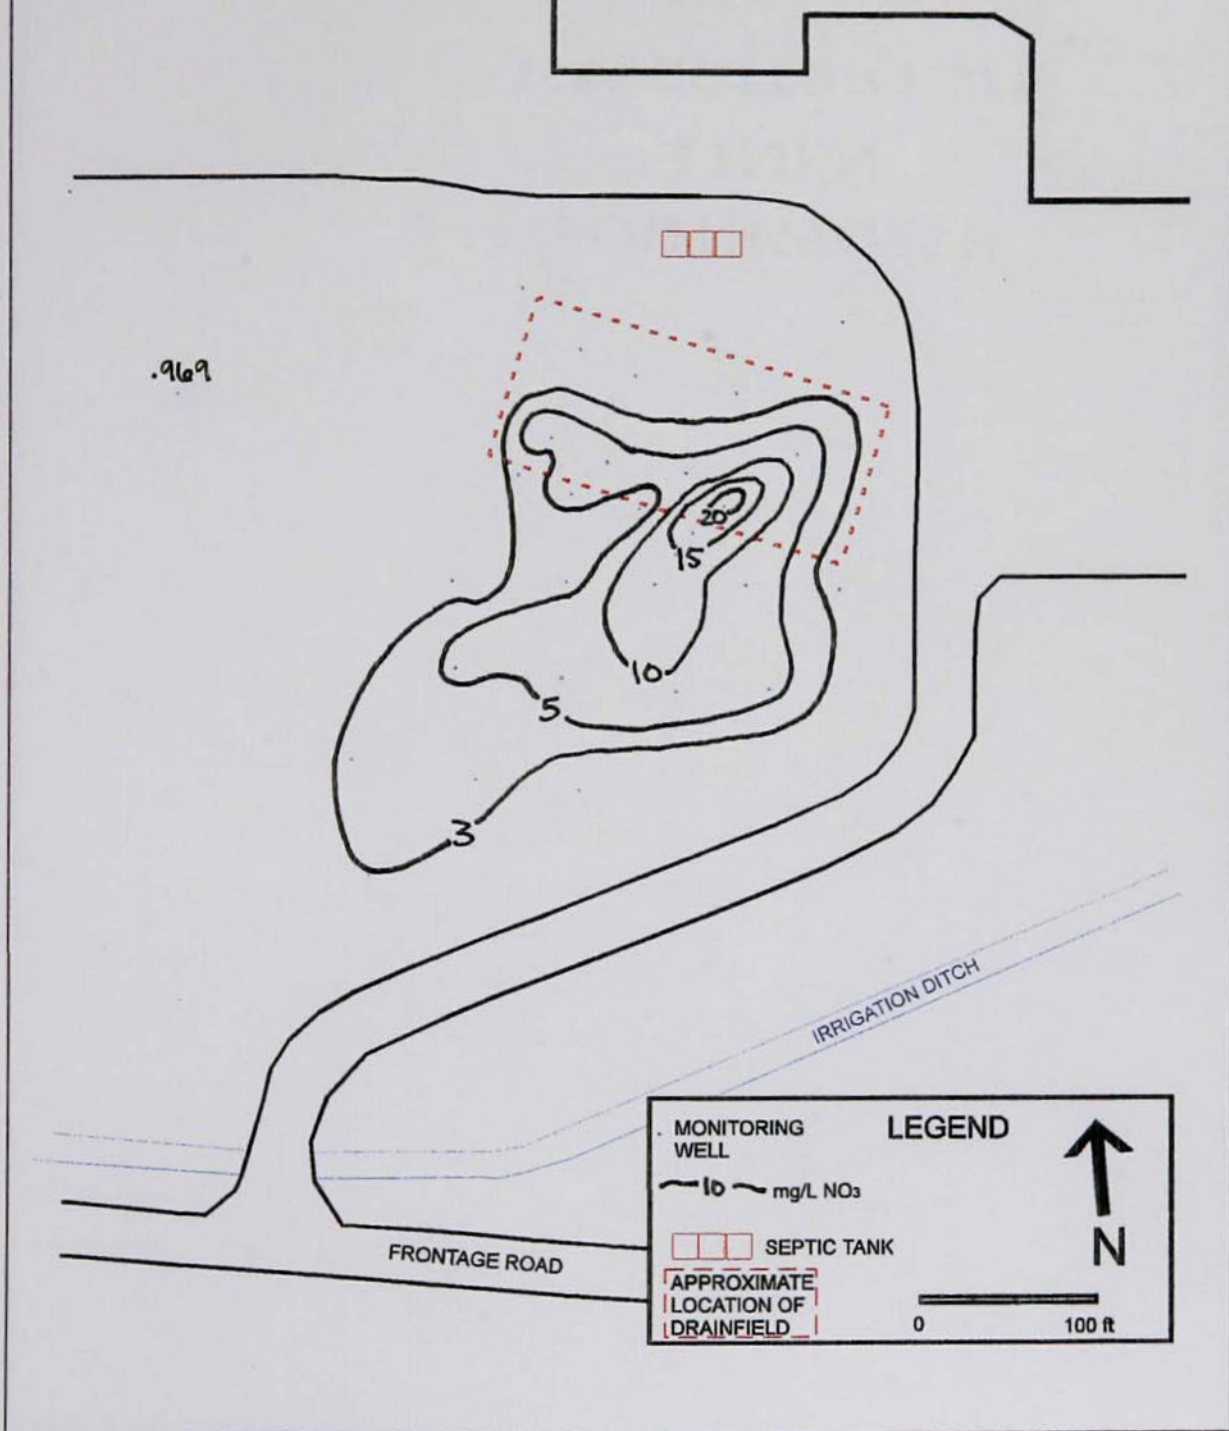 .969
20
15
10
5
3
IRRIGATION DITCH
FRONTAGE ROAD
LEGEND
. MONITORING
WELL
10 mg/L NO₃
SEPTIC TANK
APPROXIMATE
LOCATION OF
DRAINFIELD
N
0 100 ft